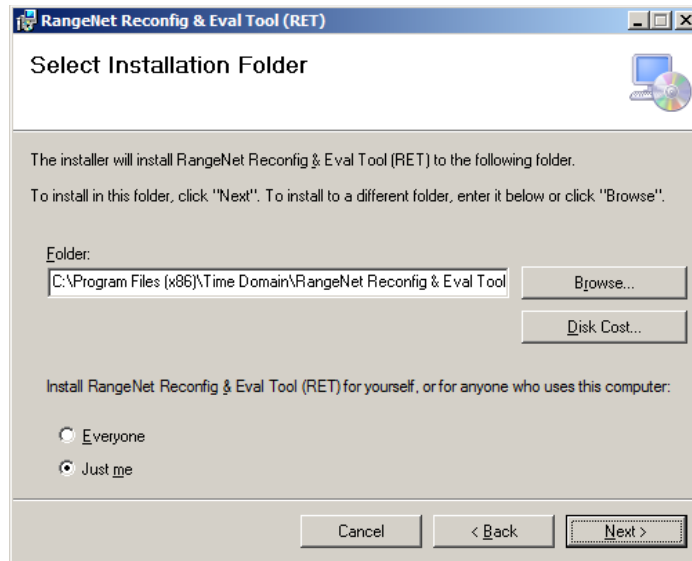 RangeNet Reconfig & Eval Tool (RET)
Select Installation Folder
The installer will install RangeNet Reconfig & Eval Tool (RET) to the following folder.
To install in this folder, click "Next". To install to a different folder, enter it below or click "Browse".
Folder:
C:\Program Files (x86)\Time Domain\RangeNet Reconfig & Eval Tool
Browse...
Disk Cost...
Install RangeNet Reconfig & Eval Tool (RET) for yourself, or for anyone who uses this computer:
Everyone
Just me
Cancel
< Back
Next >